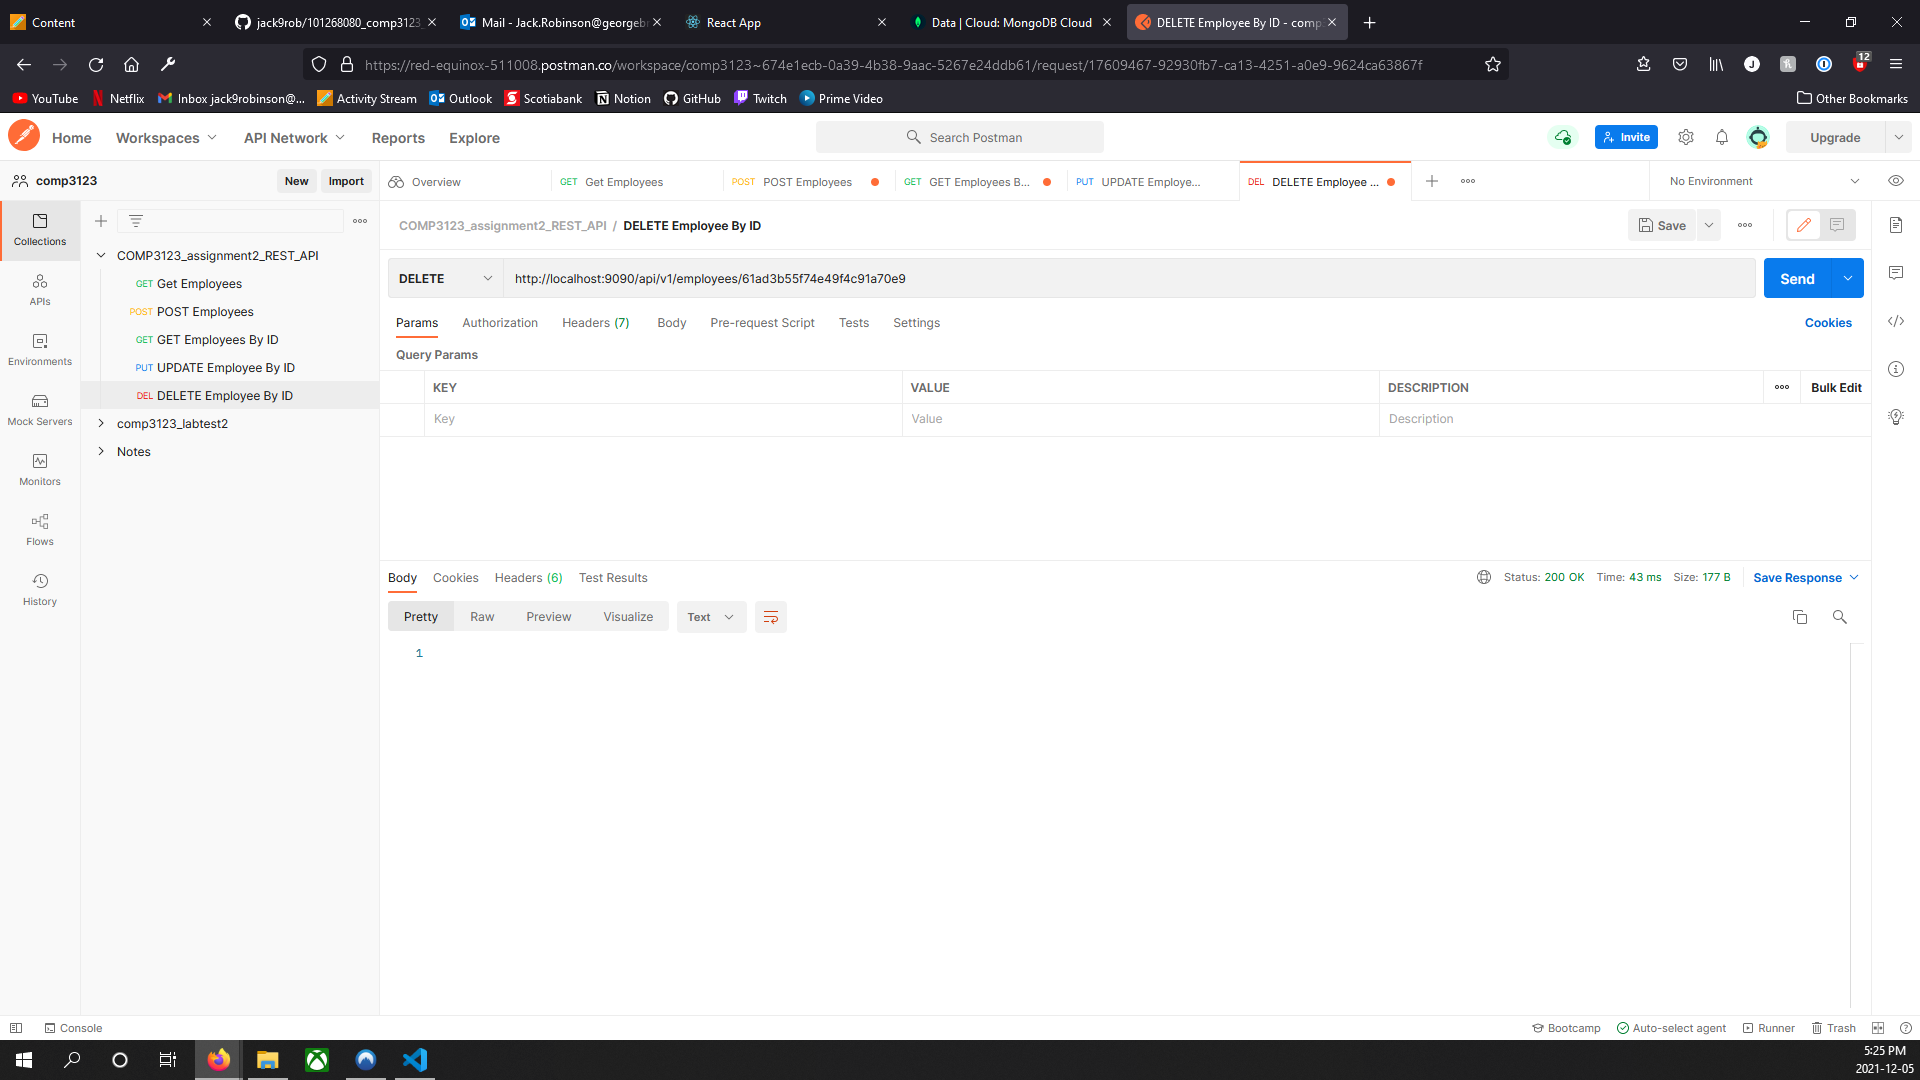 Content
jack9rob/101268080_comp3123_
Mail - Jack.Robinson@georgebr
React App
Data | Cloud: MongoDB Cloud
DELETE Employee By ID - comp3
https://red-equinox-511008.postman.co/workspace/comp3123~674e1ecb-0a39-4b38-9aac-5267e24ddb61/request/17609467-92930fb7-ca13-4251-a0e9-9624ca63867f
J
12
YouTube
Netflix
Inbox jack9robinson@...
Activity Stream
Outlook
Scotiabank
Notion
GitHub
Twitch
Prime Video
Other Bookmarks
Home
Workspaces
API Network
Reports
Explore
Search Postman
Invite
Upgrade
comp3123
New
Import
Overview
GET Get Employees
POST POST Employees
GET GET Employees B...
PUT UPDATE Employe...
DEL DELETE Employee ...
No Environment
Collections
APIs
Environments
Mock Servers
Monitors
Flows
History
COMP3123_assignment2_REST_API
GET Get Employees
POST POST Employees
GET GET Employees By ID
PUT UPDATE Employee By ID
DEL DELETE Employee By ID
comp3123_labtest2
Notes
COMP3123_assignment2_REST_API / DELETE Employee By ID
Save
DELETE
http://localhost:9090/api/v1/employees/61ad3b55f74e49f4c91a70e9
Send
Params
Authorization
Headers (7)
Body
Pre-request Script
Tests
Settings
Cookies
Query Params
KEY
VALUE
DESCRIPTION
Bulk Edit
Key
Value
Description
Body
Cookies
Headers (6)
Test Results
Status: 200 OK
Time: 43 ms
Size: 177 B
Save Response
Pretty
Raw
Preview
Visualize
Text
1
Console
Bootcamp
Auto-select agent
Runner
Trash
5:25 PM
2021-12-05